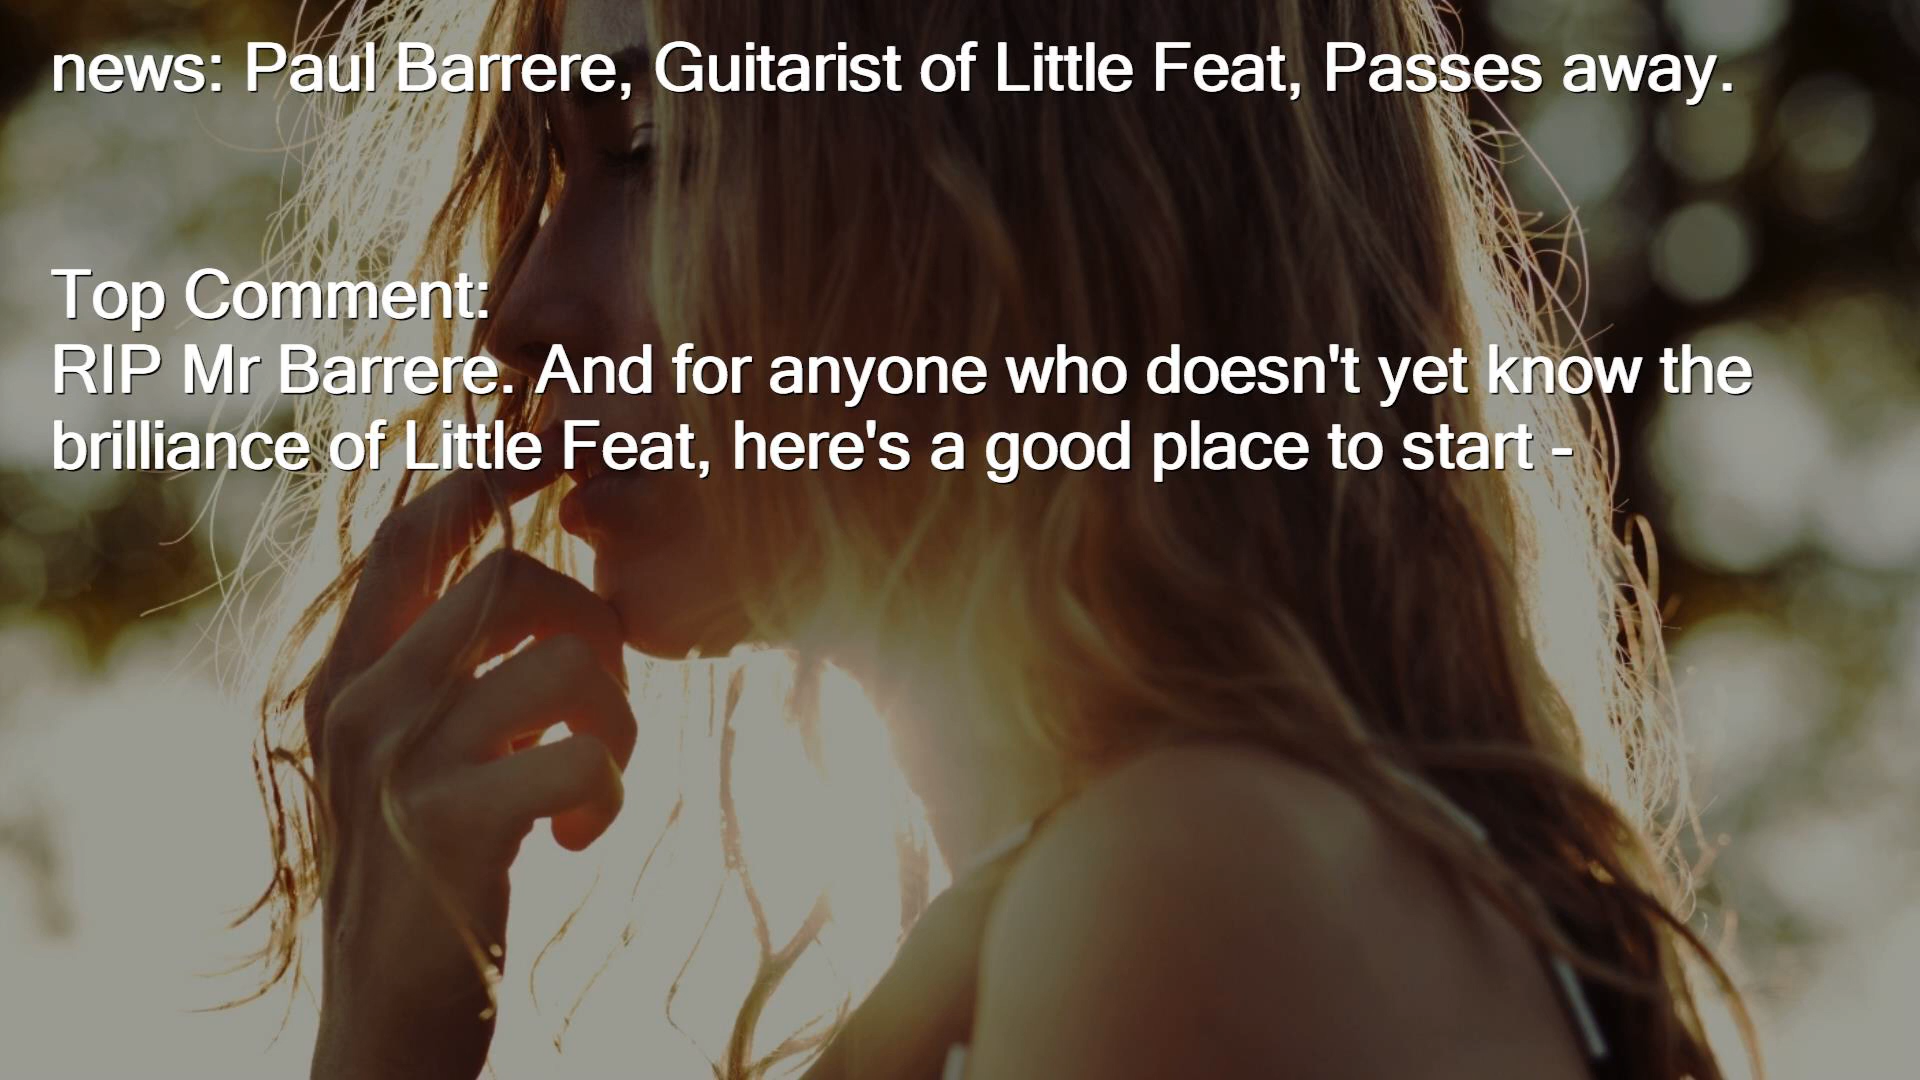 news: Paul Barrere, Guitarist of Little Feat, Passes away.
Top Comment:
RIP Mr Barrere. And for anyone who doesn't yet know the
brilliance of Little Feat, here's a good place to start -